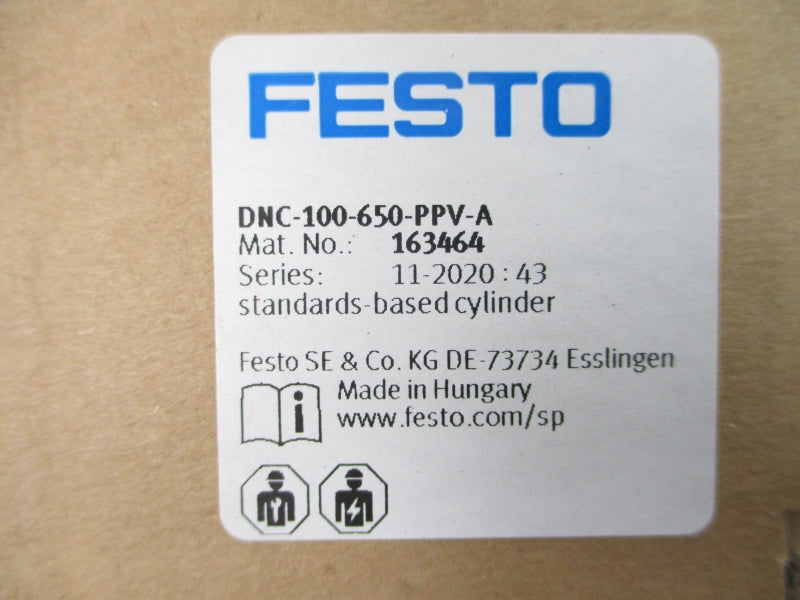 FESTO
DNC-100-650-PPV-A
Mat. No.: 163464
Series: 11-2020 : 43
standards-based cylinder
Festo SE & Co. KG DE-73734 Esslingen
Made in Hungary
www.festo.com/sp